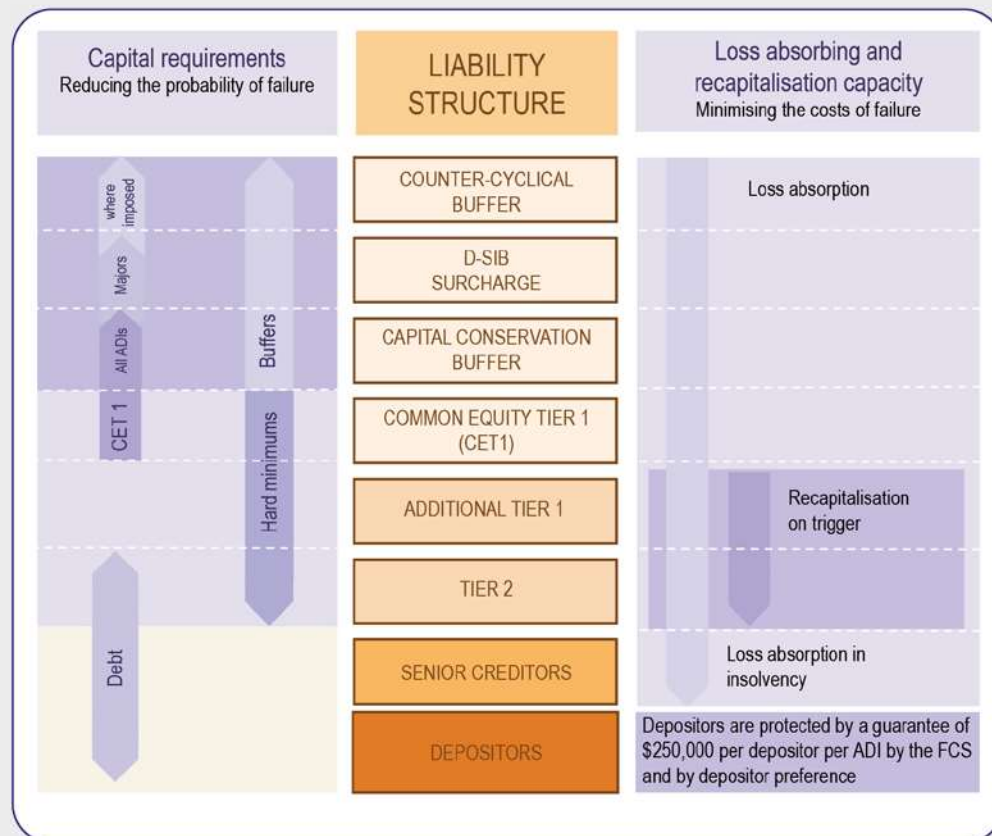 Capital requirements
Reducing the probability of failure
LIABILITY
STRUCTURE
Loss absorbing and
recapitalisation capacity
Minimising the costs of failure
where
imposed
Majors
All ADIs
CET 1
Debt
Buffers
Hard minimums
COUNTER-CYCLICAL
BUFFER
D-SIB
SURCHARGE
CAPITAL CONSERVATION
BUFFER
COMMON EQUITY TIER 1
(CET1)
ADDITIONAL TIER 1
TIER 2
SENIOR CREDITORS
DEPOSITORS
Loss absorption
Recapitalisation
on trigger
Loss absorption in
insolvency
Depositors are protected by a guarantee of
$250,000 per depositor per ADI by the FCS
and by depositor preference